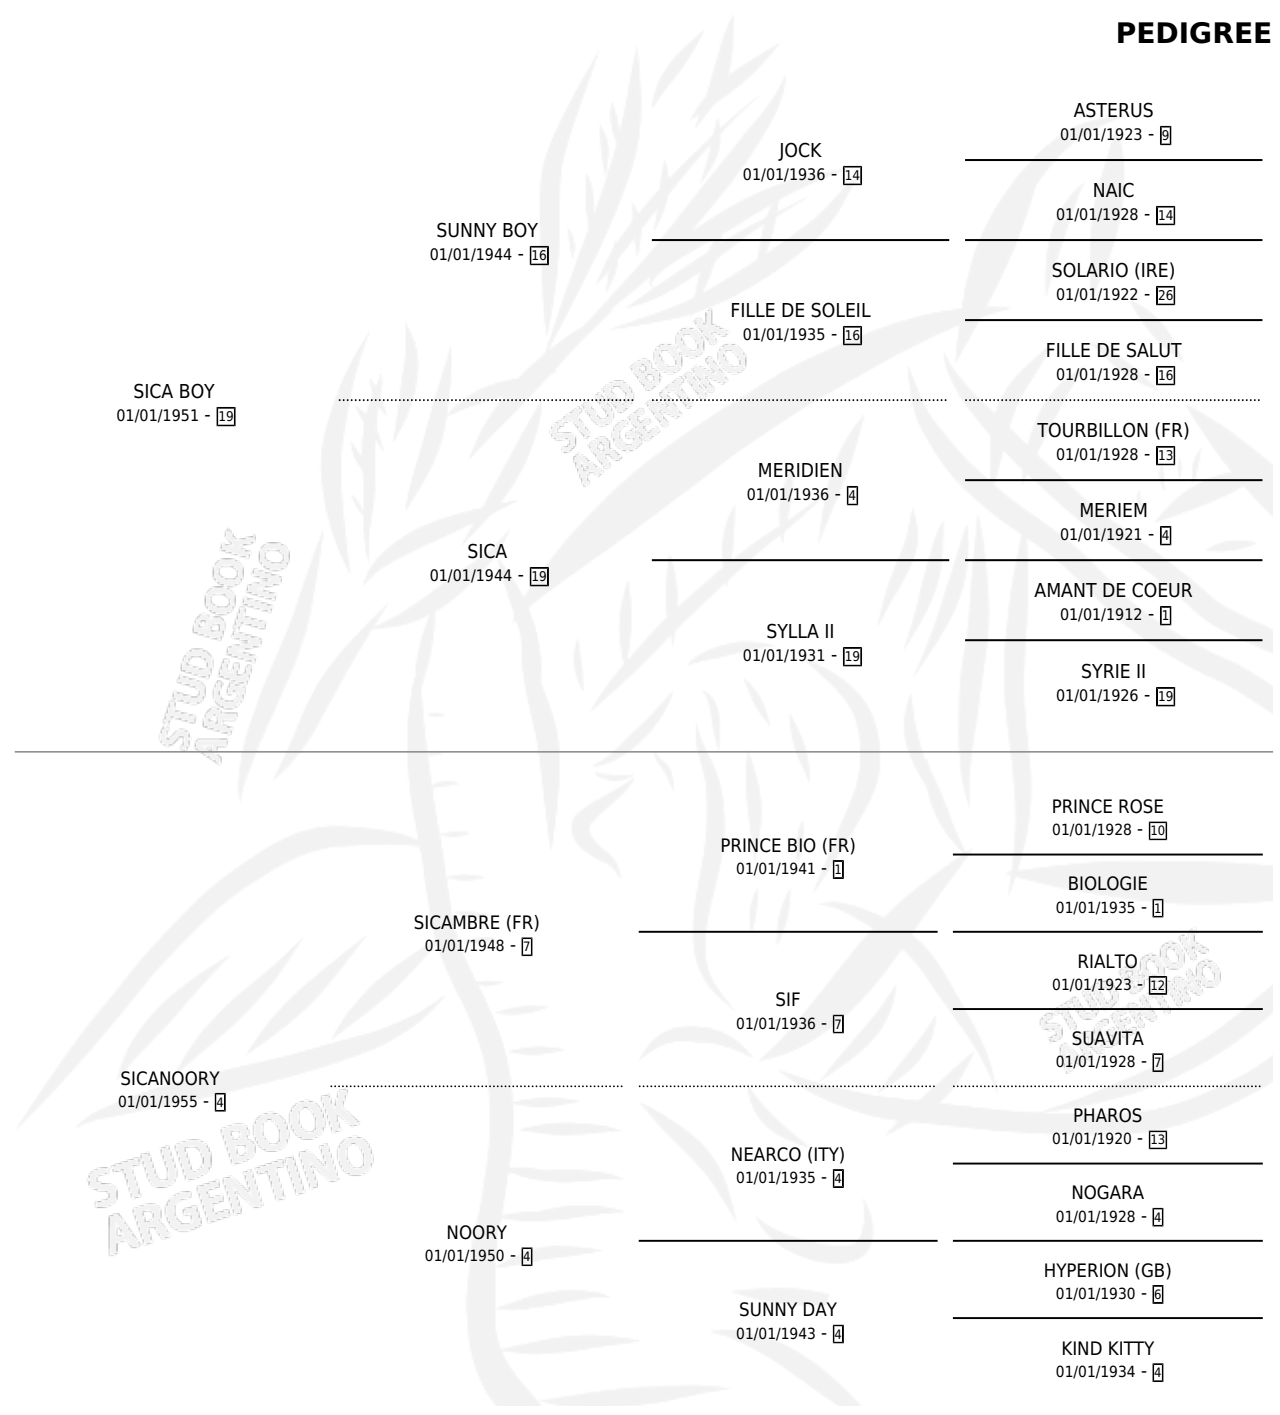 PEDIGREE
ASTERUS
01/01/1923 - 9
JOCK
01/01/1936 - 14
NAIC
01/01/1928 - 14
SUNNY BOY
01/01/1944 - 16
SOLARIO (IRE)
01/01/1922 - 26
FILLE DE SOLEIL
01/01/1935 - 16
FILLE DE SALUT
01/01/1928 - 16
SICA BOY
01/01/1951 - 19
STUD BOOK
ARGENTINO
TOURBILLON (FR)
01/01/1928 - 13
MERIDIEN
01/01/1936 - 4
MERIEM
01/01/1921 - 4
SICA
01/01/1944 - 19
AMANT DE COEUR
01/01/1912 - 1
SYLLA II
01/01/1931 - 19
SYRIE II
01/01/1926 - 19
STUD BOOK
ARGENTINO
PRINCE ROSE
01/01/1928 - 10
PRINCE BIO (FR)
01/01/1941 - 1
BIOLOGIE
01/01/1935 - 1
SICAMBRE (FR)
01/01/1948 - 7
RIALTO
01/01/1923 - 12
SIF
01/01/1936 - 7
SUAVITA
01/01/1928 - 7
STUD BOOK
ARGENTINO
SICANOORY
01/01/1955 - 4
PHAROS
01/01/1920 - 13
NEARCO (ITY)
01/01/1935 - 4
NOGARA
01/01/1928 - 4
STUD BOOK
ARGENTINO
NOORY
01/01/1950 - 4
HYPERION (GB)
01/01/1930 - 6
SUNNY DAY
01/01/1943 - 4
KIND KITTY
01/01/1934 - 4